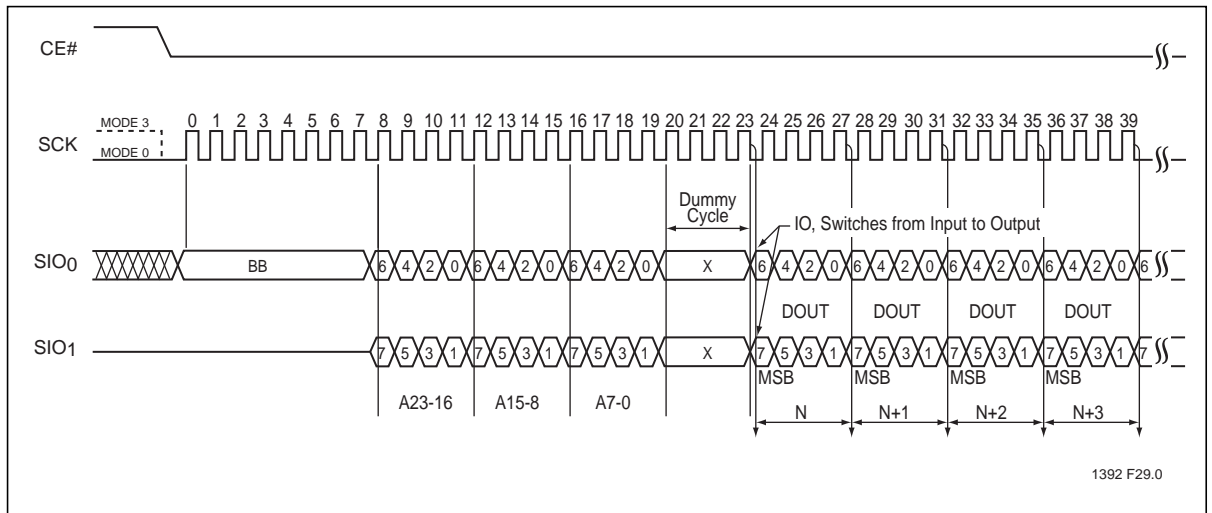 CE#
MODE 3
0 1 2 3 4 5 6 7 8 9 10 11 12 13 14 15 16 17 18 19 20 21 22 23 24 25 26 27 28 29 30 31 32 33 34 35 36 37 38 39
SCK
MODE 0
Dummy
Cycle
IO, Switches from Input to Output
SIO0 BB 6 4 2 0 6 4 2 0 6 4 2 0 X 6 4 2 0 6 4 2 0 6 4 2 0 6 4 2 0 6
DOUT DOUT DOUT DOUT
SIO1 7 5 3 1 7 5 3 1 7 5 3 1 X 7 5 3 1 7 5 3 1 7 5 3 1 7 5 3 1 7
MSB MSB MSB MSB
A23-16 A15-8 A7-0
N N+1 N+2 N+3
1392 F29.0